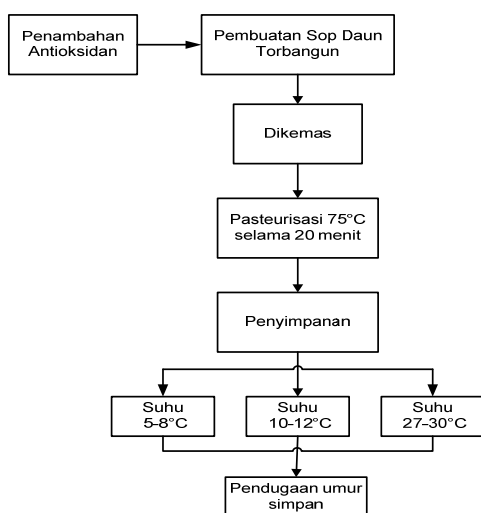 Penambahan
Antioksidan
Pembuatan Sop Daun
Torbangun
Dikemas
Pasteurisasi 75°C
selama 20 menit
Penyimpanan
Suhu
5-8°C
Suhu
10-12°C
Suhu
27-30°C
Pendugaan umur
simpan